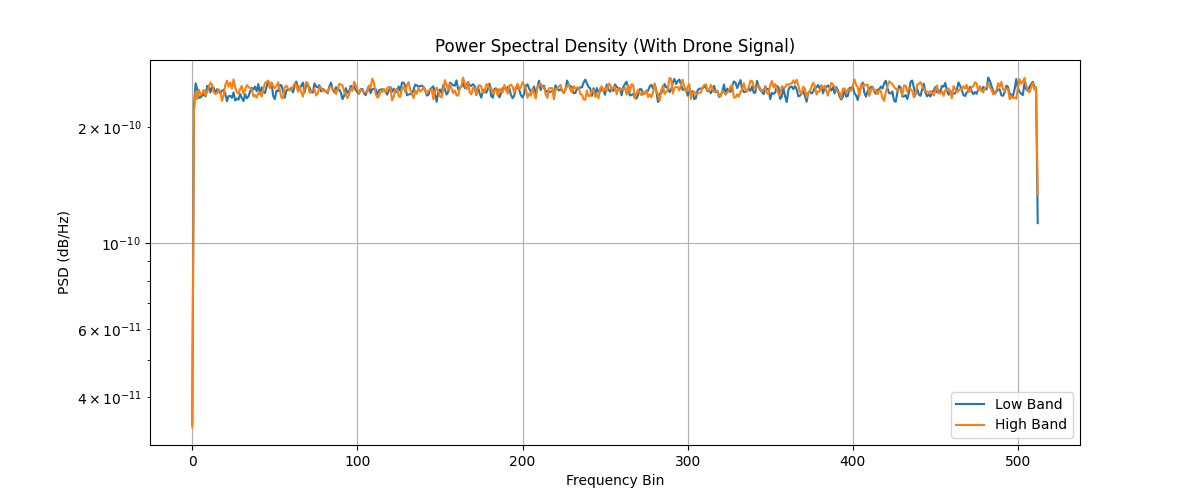 Power Spectral Density (With Drone Signal)
PSD (dB/Hz)
2 × 10⁻¹⁰
10⁻¹⁰
6 × 10⁻¹¹
4 × 10⁻¹¹
Low Band
High Band
0 100 200 300 400 500
Frequency Bin